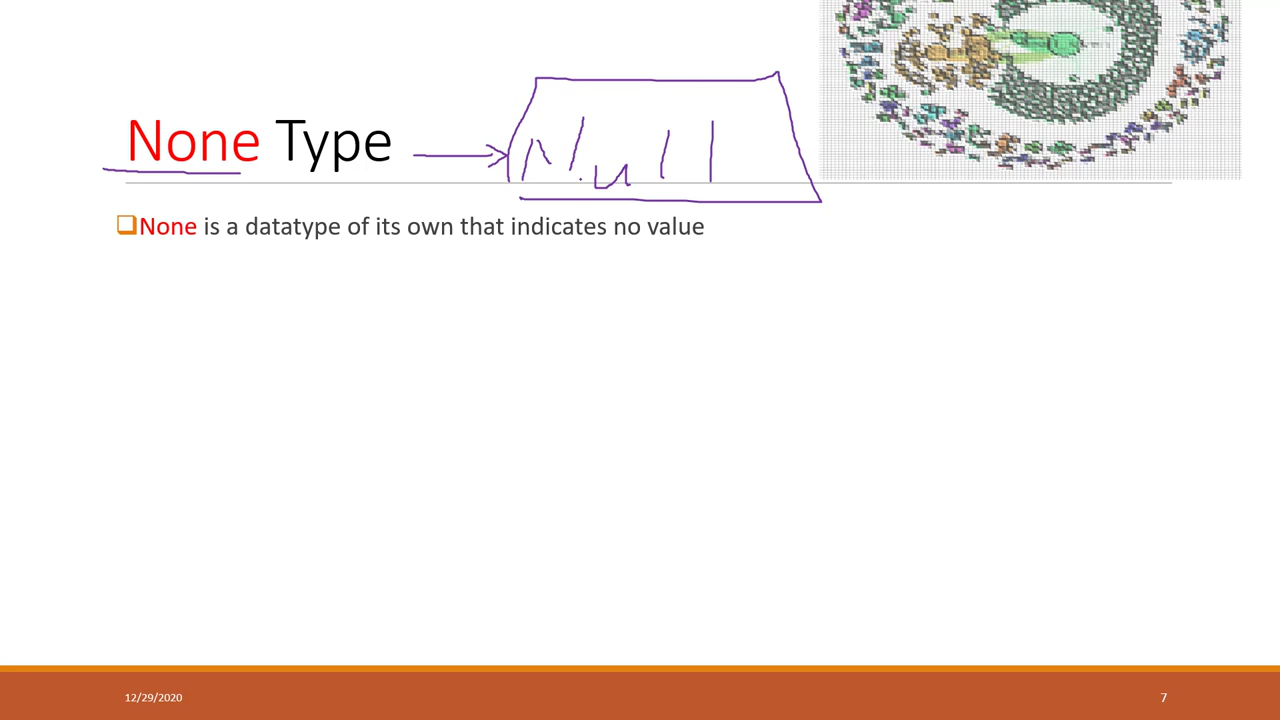 None Type
Null
None is a datatype of its own that indicates no value
12/29/2020
7